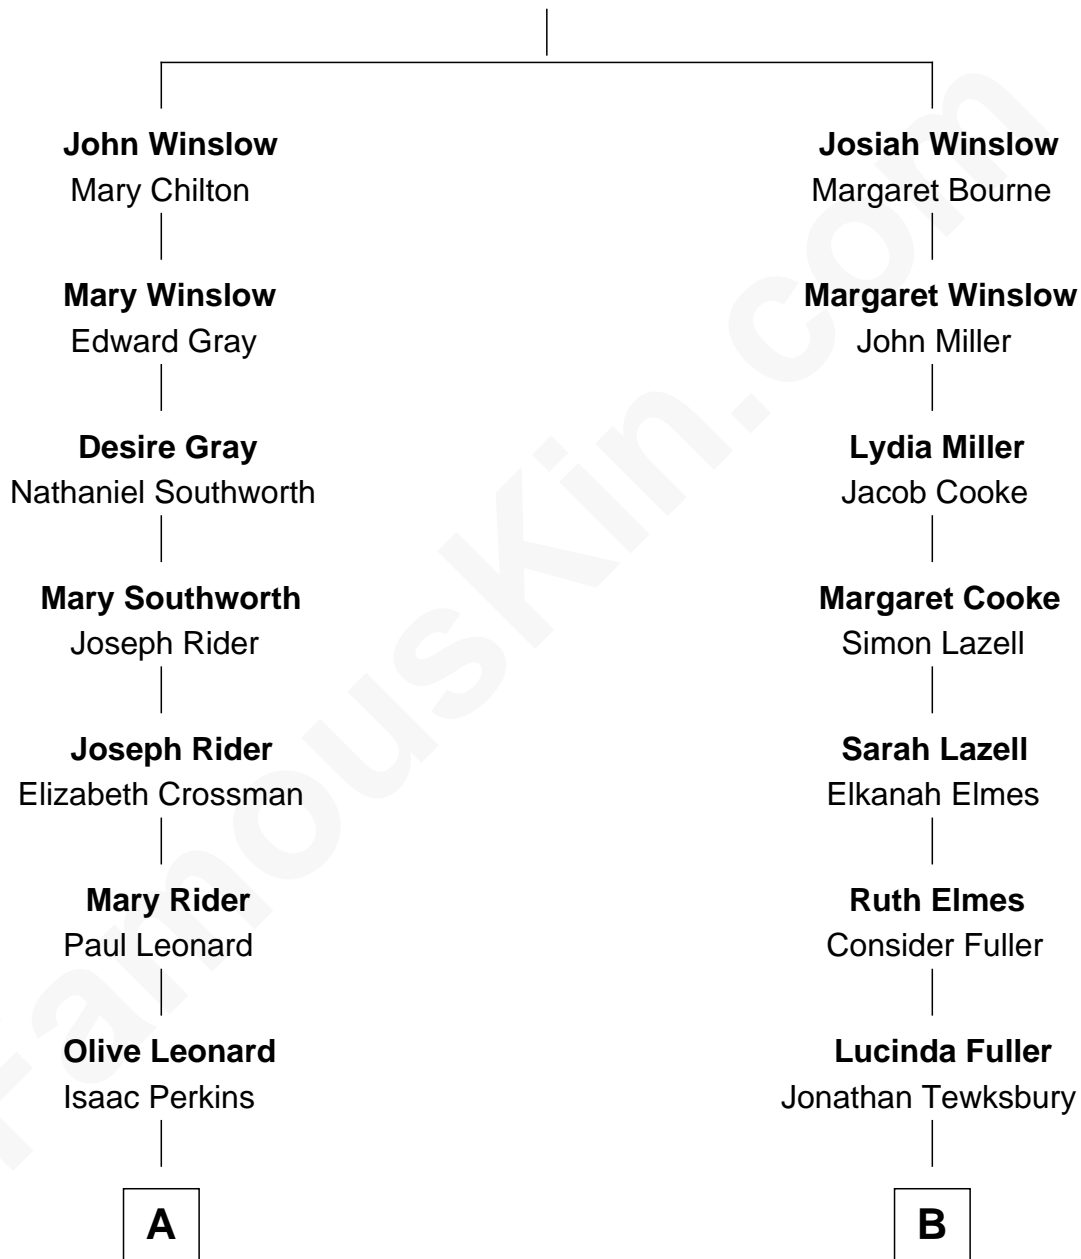 John Winslow
Mary Chilton
Mary Winslow
Edward Gray
Desire Gray
Nathaniel Southworth
Mary Southworth
Joseph Rider
Joseph Rider
Elizabeth Crossman
Mary Rider
Paul Leonard
Olive Leonard
Isaac Perkins
A
Josiah Winslow
Margaret Bourne
Margaret Winslow
John Miller
Lydia Miller
Jacob Cooke
Margaret Cooke
Simon Lazell
Sarah Lazell
Elkanah Elmes
Ruth Elmes
Consider Fuller
Lucinda Fuller
Jonathan Tewksbury
B
FamousKin.com